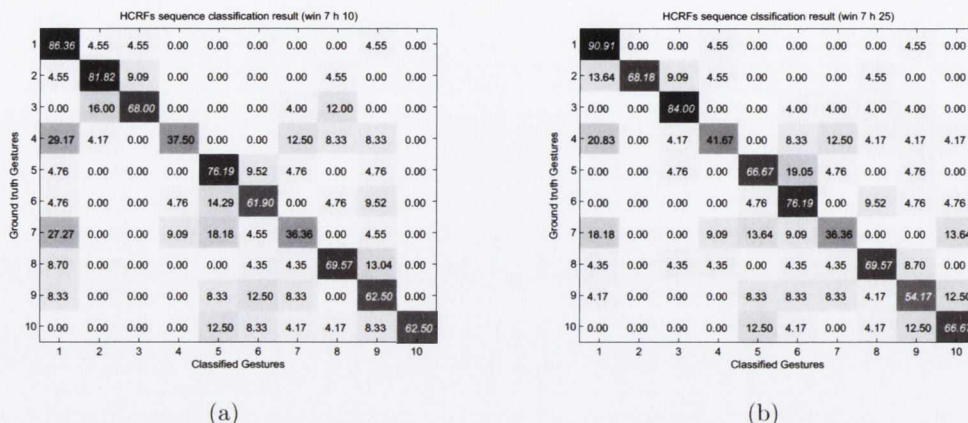 HCRFs sequence classification result (win 7 h 10)
1 86.36 4.55 4.55 0.00 0.00 0.00 0.00 0.00 4.55 0.00
2 4.55 81.82 9.09 0.00 0.00 0.00 0.00 4.55 0.00 0.00
3 0.00 16.00 68.00 0.00 0.00 0.00 4.00 12.00 0.00 0.00
4 29.17 4.17 0.00 37.50 0.00 0.00 12.50 8.33 8.33 0.00
5 4.76 0.00 0.00 0.00 76.19 9.52 4.76 0.00 4.76 0.00
6 4.76 0.00 0.00 4.76 14.29 61.90 0.00 4.76 9.52 0.00
7 27.27 0.00 0.00 9.09 18.18 4.55 36.36 0.00 4.55 0.00
8 8.70 0.00 0.00 0.00 0.00 4.35 4.35 69.57 13.04 0.00
9 8.33 0.00 0.00 0.00 8.33 12.50 8.33 0.00 62.50 0.00
10 0.00 0.00 0.00 0.00 12.50 8.33 4.17 4.17 8.33 62.50
1 2 3 4 5 6 7 8 9 10
Ground truth Gestures
Classified Gestures
(a)
HCRFs sequence clssification result (win 7 h 25)
1 90.91 0.00 0.00 4.55 0.00 0.00 0.00 0.00 4.55 0.00
2 13.64 68.18 9.09 4.55 0.00 0.00 0.00 4.55 0.00 0.00
3 0.00 0.00 84.00 0.00 0.00 4.00 4.00 4.00 4.00 0.00
4 20.83 0.00 4.17 41.67 0.00 8.33 12.50 4.17 4.17 4.17
5 0.00 0.00 4.76 0.00 66.67 19.05 4.76 0.00 4.76 0.00
6 0.00 0.00 0.00 0.00 4.76 76.19 0.00 9.52 4.76 4.76
7 18.18 0.00 0.00 9.09 13.64 9.09 36.36 0.00 0.00 13.64
8 4.35 0.00 4.35 4.35 0.00 4.35 4.35 69.57 8.70 0.00
9 4.17 0.00 0.00 0.00 8.33 8.33 8.33 4.17 54.17 12.50
10 0.00 0.00 0.00 0.00 12.50 4.17 0.00 4.17 12.50 66.67
1 2 3 4 5 6 7 8 9 10
Ground truth Gestures
Classified Gestures
(b)